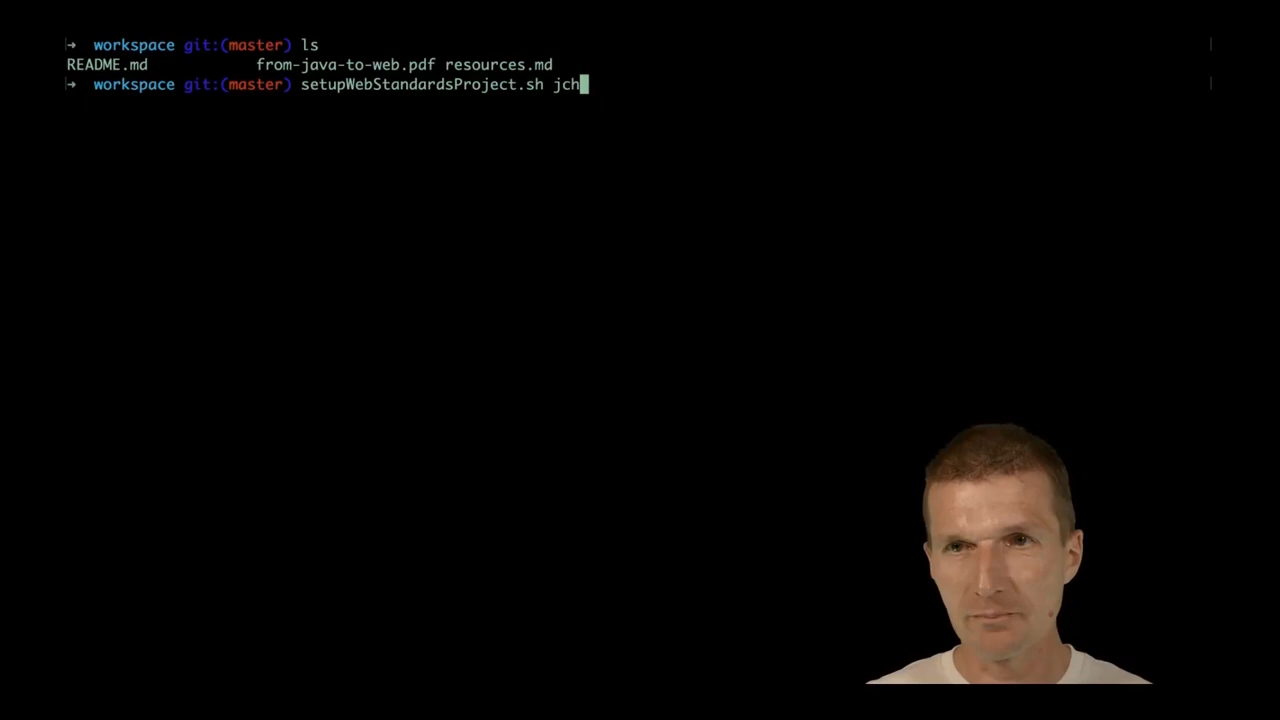 → workspace git:(master) ls
README.md from-java-to-web.pdf resources.md
→ workspace git:(master) setupWebStandardsProject.sh jch